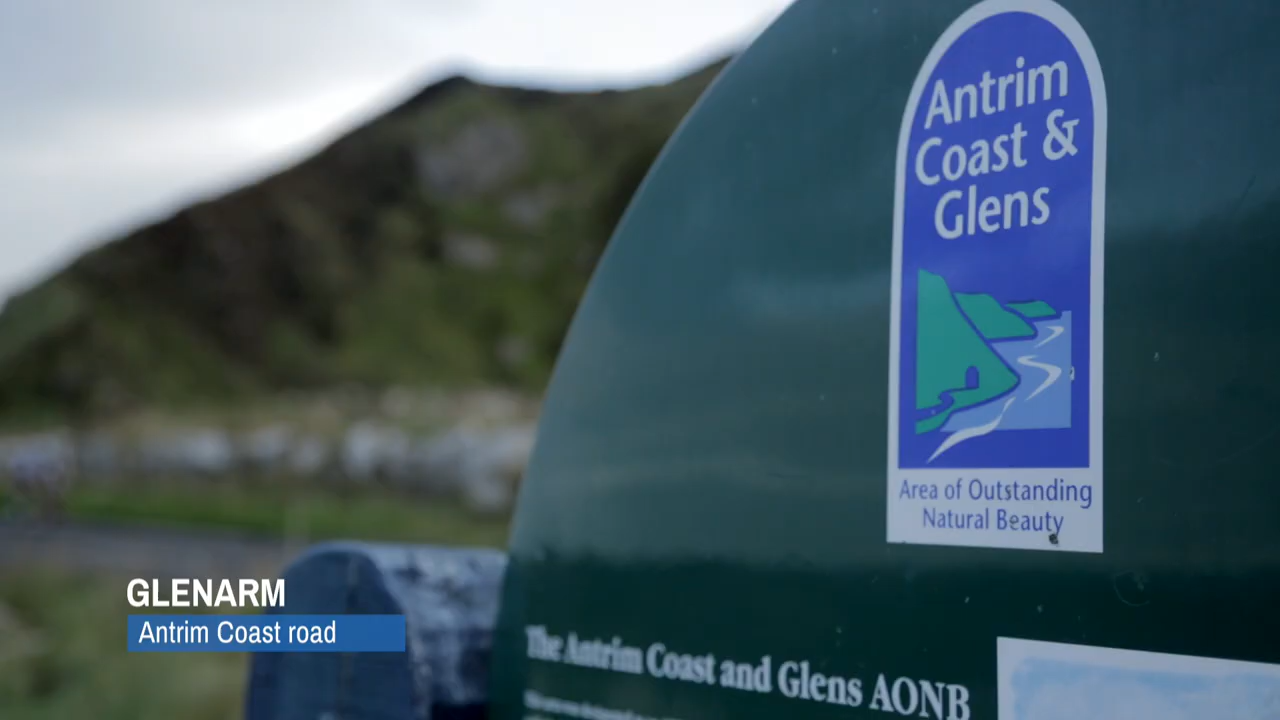 Antrim
Coast &
Glens
Area of Outstanding
Natural Beauty
GLENARM
Antrim Coast road
The Antrim Coast and Glens AONB